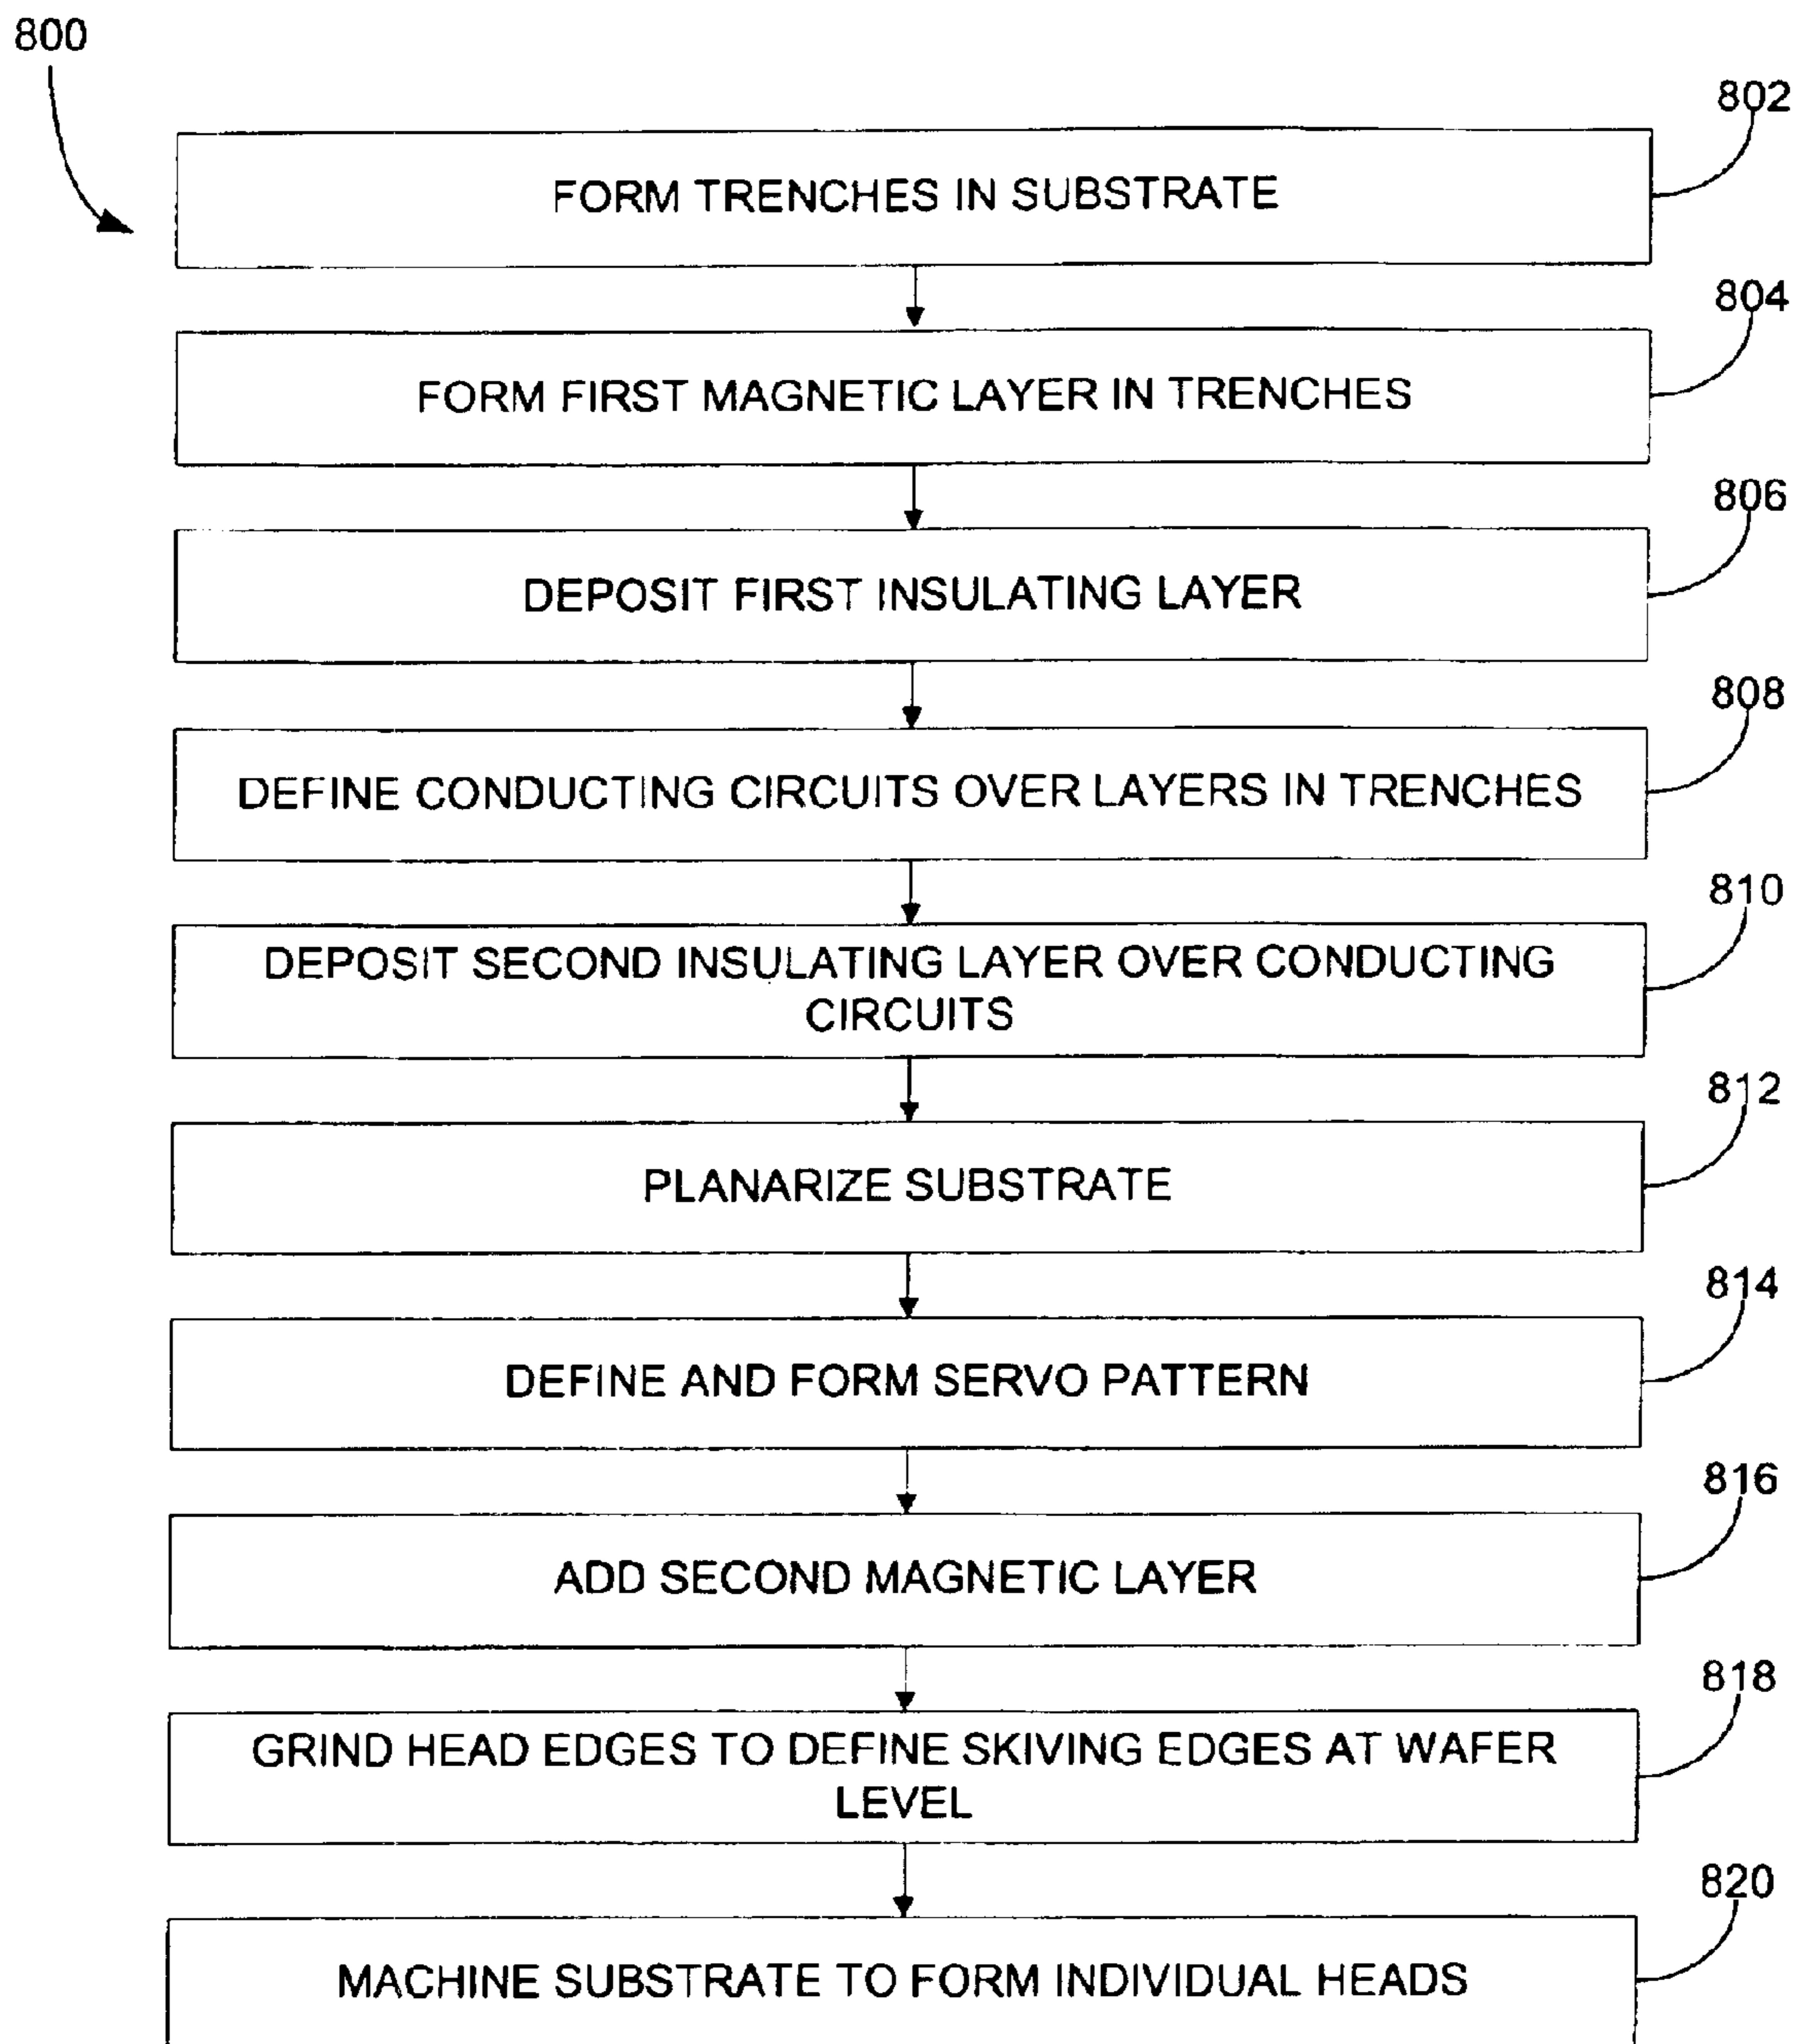 800
802
FORM TRENCHES IN SUBSTRATE
804
FORM FIRST MAGNETIC LAYER IN TRENCHES
806
DEPOSIT FIRST INSULATING LAYER
808
DEFINE CONDUCTING CIRCUITS OVER LAYERS IN TRENCHES
810
DEPOSIT SECOND INSULATING LAYER OVER CONDUCTING
CIRCUITS
812
PLANARIZE SUBSTRATE
814
DEFINE AND FORM SERVO PATTERN
816
ADD SECOND MAGNETIC LAYER
818
GRIND HEAD EDGES TO DEFINE SKIVING EDGES AT WAFER
LEVEL
820
MACHINE SUBSTRATE TO FORM INDIVIDUAL HEADS